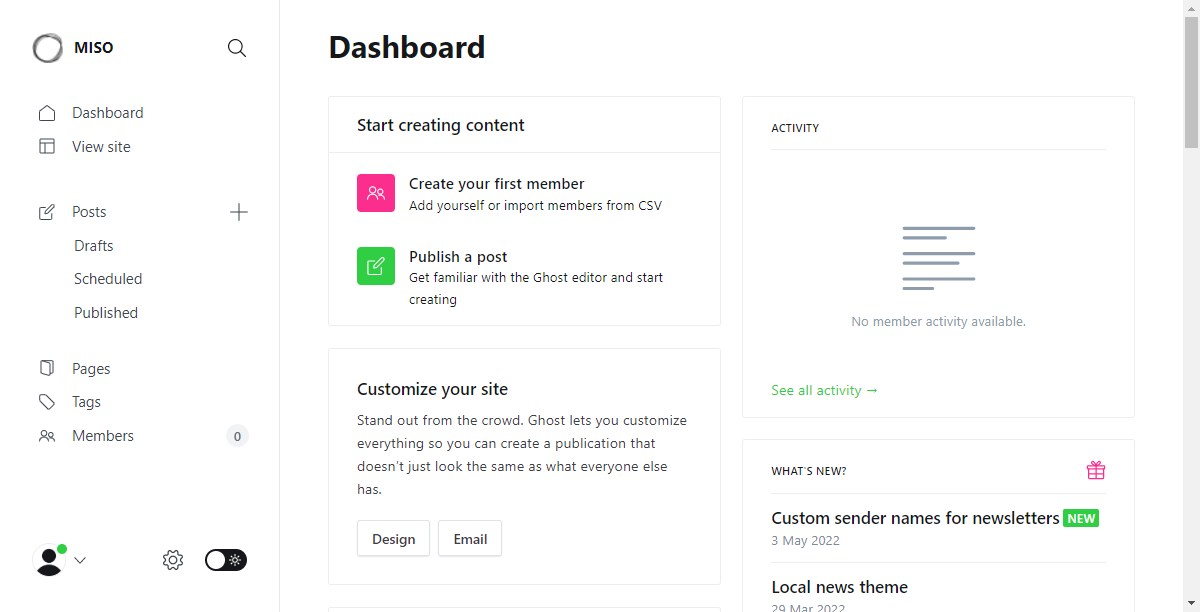 MISO
Dashboard
View site
Posts
Drafts
Scheduled
Published
Pages
Tags
Members
0
Dashboard
Start creating content
Create your first member
Add yourself or import members from CSV
Publish a post
Get familiar with the Ghost editor and start
creating
Customize your site
Stand out from the crowd. Ghost lets you customize
everything so you can create a publication that
doesn’t just look the same as what everyone else
has.
Design Email
ACTIVITY
No member activity available.
See all activity →
WHAT'S NEW?
Custom sender names for newsletters NEW
3 May 2022
Local news theme
29 Mar 2022